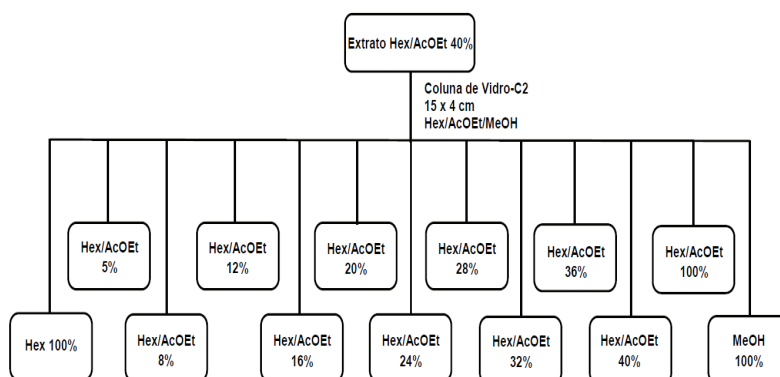 Extrato Hex/AcOEt 40%
Coluna de Vidro-C2
15 x 4 cm
Hex/AcOEt/MeOH
Hex/AcOEt
5%
Hex/AcOEt
12%
Hex/AcOEt
20%
Hex/AcOEt
28%
Hex/AcOEt
36%
Hex/AcOEt
100%
Hex 100%
Hex/AcOEt
8%
Hex/AcOEt
16%
Hex/AcOEt
24%
Hex/AcOEt
32%
Hex/AcOEt
40%
MeOH
100%